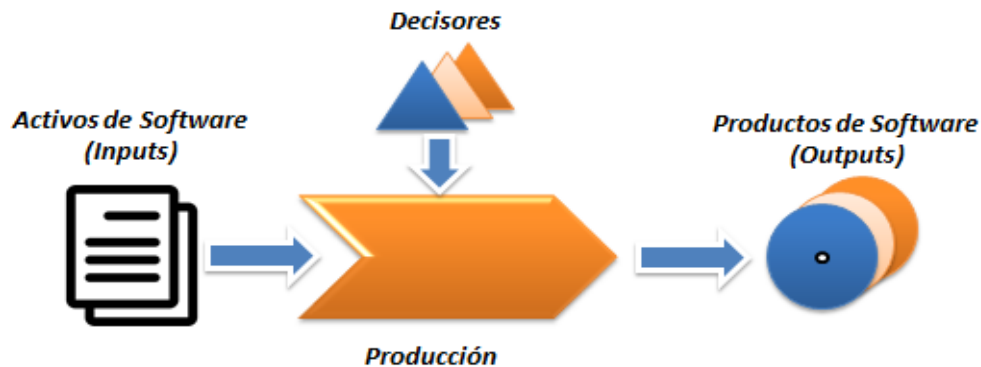 Decisores
Activos de Software
(Inputs)
Productos de Software
(Outputs)
Producción